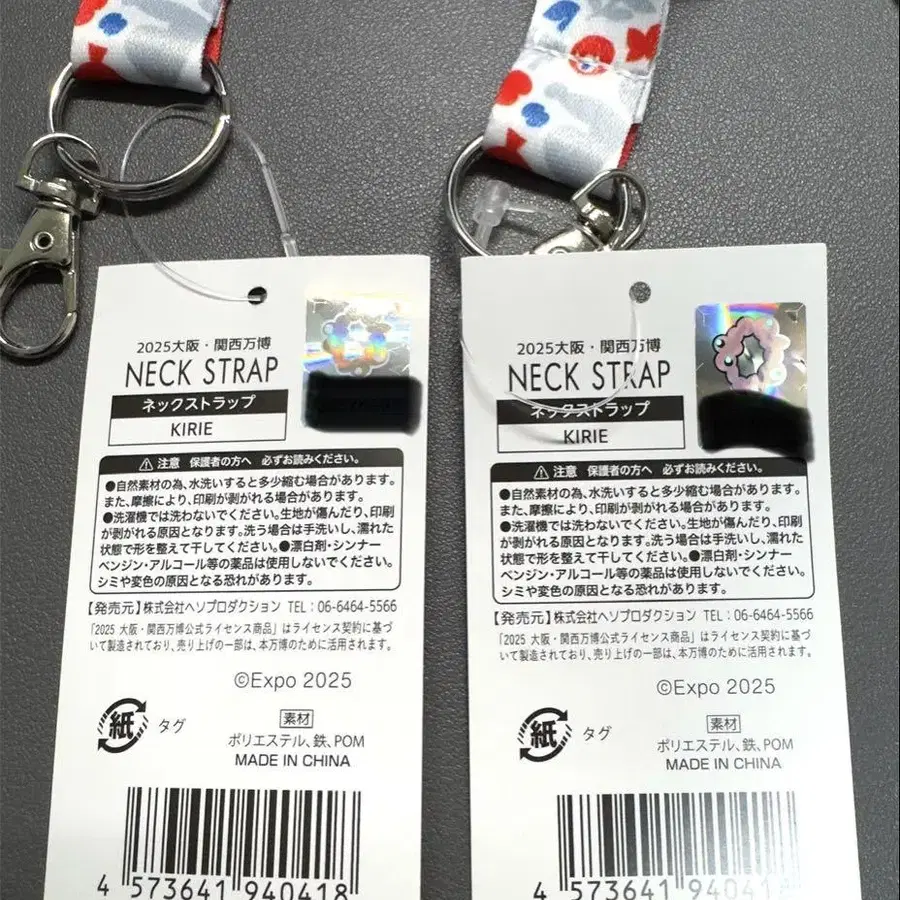 2025大阪・関西万博
NECK STRAP
ネックストラップ
KIRIE
⚠注意 保護者の方へ 必ずお読みください。
●自然素材の為、水洗いすると多少縮む場合があります。
また、摩擦により、印刷が剥がれる場合があります。
●洗濯機では洗わないでください。生地が傷んだり、印刷
が剥がれる原因となります。洗う場合は手洗いし、濡れた
状態で形を整えて干してください。●漂白剤・シンナー
ベンジン・アルコール等の薬品は使用しないでください。
シミや変色の原因となる恐れがあります。
【発売元】株式会社ヘソプロダクション TEL：06-6464-5566
「2025 大阪・関西万博公式ライセンス商品」はライセンス契約に基づ
いて製造されており、売り上げの一部は、本万博のために活用されます。
©Expo 2025
紙 タグ
素材
ポリエステル、鉄、POM
MADE IN CHINA
4 573641 940418
2025大阪・関西万博
NECK STRAP
ネックストラップ
KIRIE
⚠注意 保護者の方へ 必ずお読みください。
●自然素材の為、水洗いすると多少縮む場合があります。
また、摩擦により、印刷が剥がれる場合があります。
●洗濯機では洗わないでください。生地が傷んだり、印刷
が剥がれる原因となります。洗う場合は手洗いし、濡れた
状態で形を整えて干してください。●漂白剤・シンナー
ベンジン・アルコール等の薬品は使用しないでください。
シミや変色の原因となる恐れがあります。
【発売元】株式会社ヘソプロダクション TEL：06-6464-5566
「2025 大阪・関西万博公式ライセンス商品」はライセンス契約に基づ
いて製造されており、売り上げの一部は、本万博のために活用されます。
©Expo 2025
紙 タグ
素材
ポリエステル、鉄、POM
MADE IN CHINA
4 573641 940418